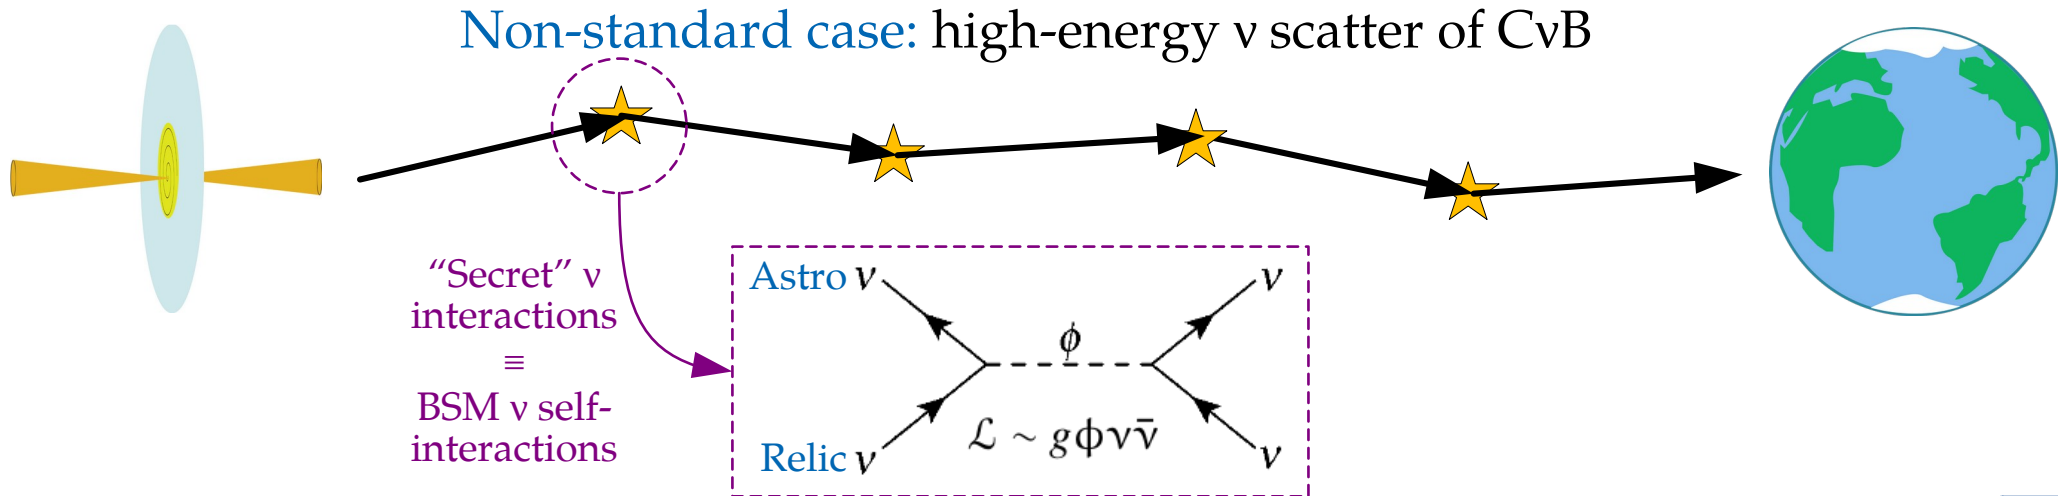 Non-standard case: high-energy ν scatter of CνB
“Secret” ν
interactions
≡
BSM ν self-
interactions
Astro ν
ν
ϕ
ℒ ~ gϕνν̄
Relic ν
ν